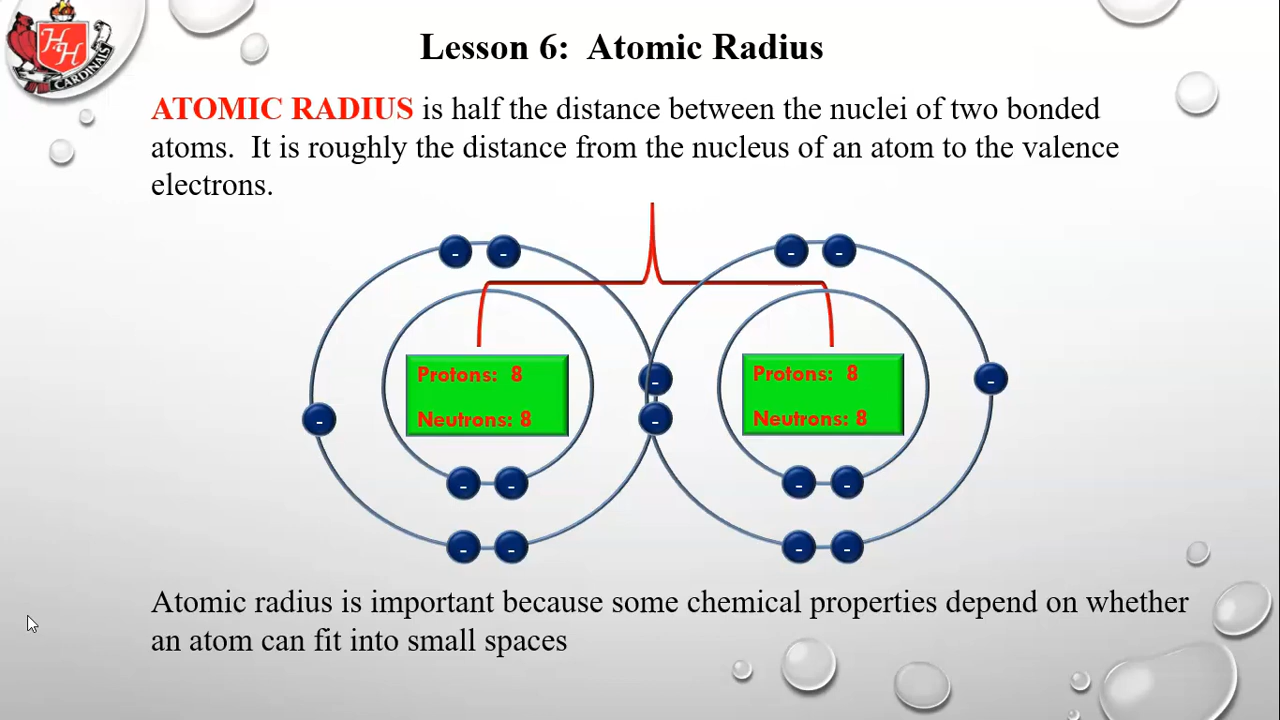 H H
CARDINALS
Lesson 6:  Atomic Radius
ATOMIC RADIUS is half the distance between the nuclei of two bonded
atoms.  It is roughly the distance from the nucleus of an atom to the valence
electrons.
- - - -
Protons:  8 Protons:  8
- -
Neutrons: 8 Neutrons: 8
- -
- - - -
- - - -
Atomic radius is important because some chemical properties depend on whether
an atom can fit into small spaces